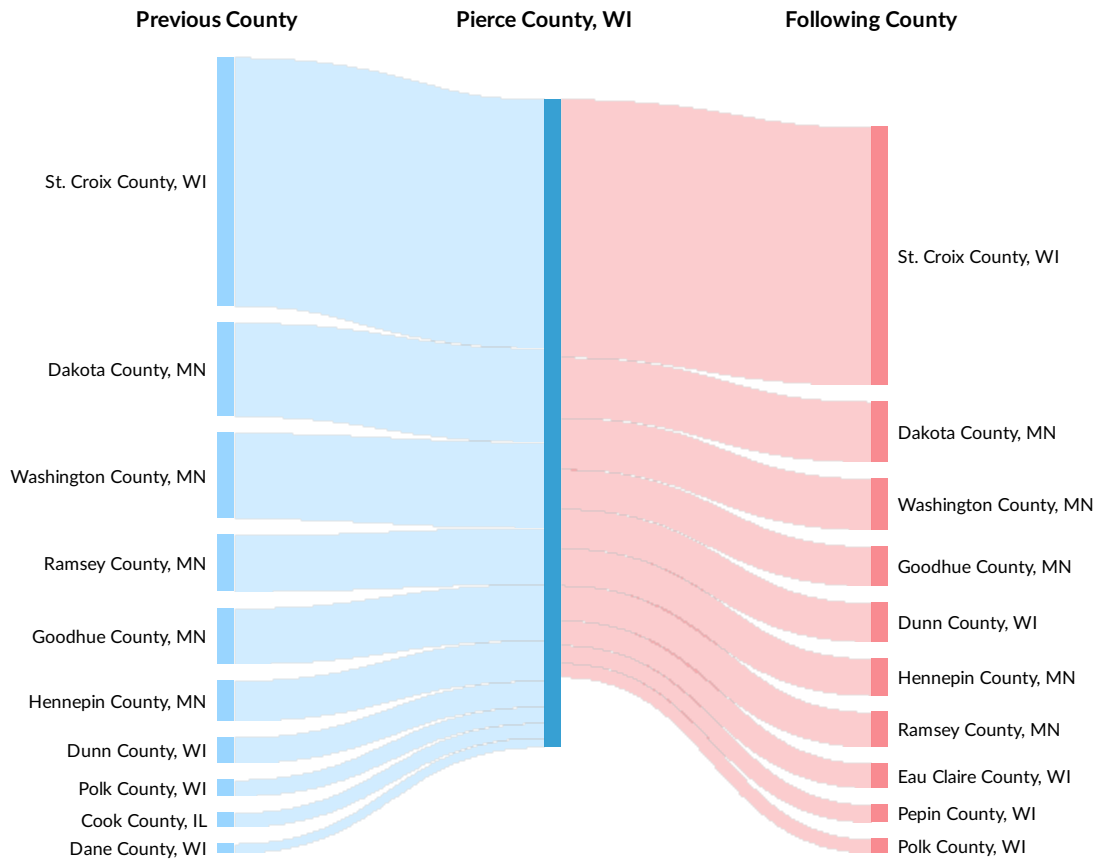 Previous County
Pierce County, WI
Following County
St. Croix County, WI
Dakota County, MN
Washington County, MN
Ramsey County, MN
Goodhue County, MN
Hennepin County, MN
Dunn County, WI
Polk County, WI
Cook County, IL
Dane County, WI
St. Croix County, WI
Dakota County, MN
Washington County, MN
Goodhue County, MN
Dunn County, WI
Hennepin County, MN
Ramsey County, MN
Eau Claire County, WI
Pepin County, WI
Polk County, WI